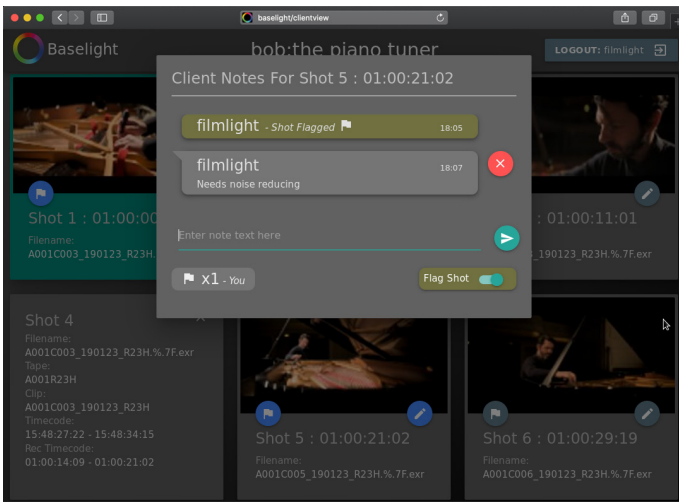 baselight/clientview
Baselight
bob:the piano tuner
LOGOUT: filmlight
Client Notes For Shot 5 : 01:00:21:02
filmlight - Shot Flagged
18:05
filmlight
18:07
Needs noise reducing
Enter note text here
x1 - You
Flag Shot
Shot 1 : 01:00:00
Filename:
A001C003_190123_R23H.
: 01:00:11:01
_190123_R23H.%.7F.exr
Shot 4
Filename:
A001C003_190123_R23H.%.7F.exr
Tape:
A001R23H
Clip:
A001C003_190123_R23H
Timecode:
15:48:27:22 - 15:48:34:15
Rec Timecode:
01:00:14:09 - 01:00:21:02
Shot 5 : 01:00:21:02
Filename:
A001C005_190123_R23H.%.7F.exr
Shot 6 : 01:00:29:19
Filename:
A001C006_190123_R23H.%.7F.exr